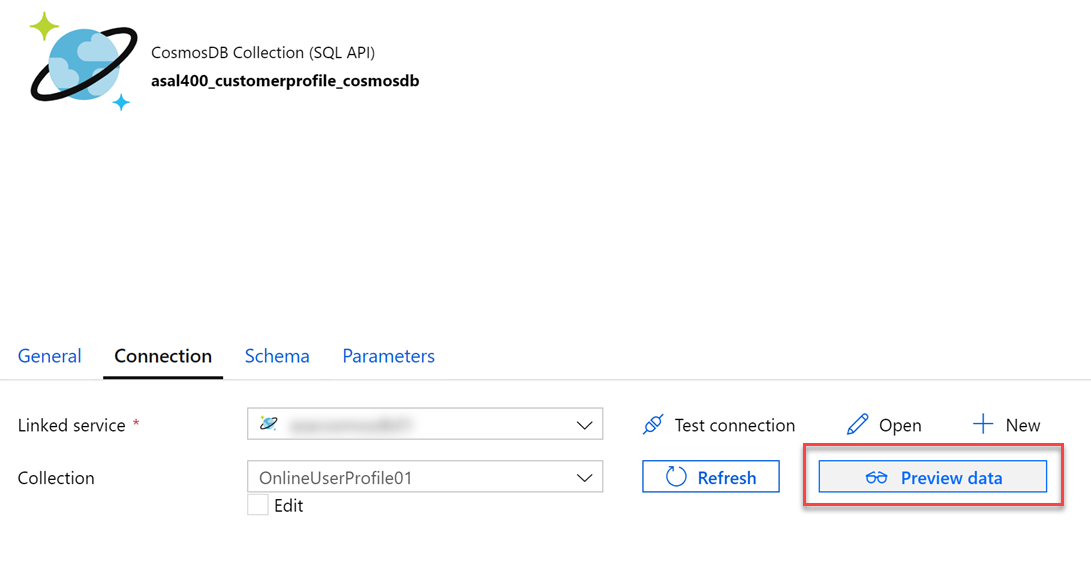 CosmosDB Collection (SQL API)
asal400_customerprofile_cosmosdb
General Connection Schema Parameters
Linked service * Test connection Open New
Collection OnlineUserProfile01 Refresh Preview data
Edit